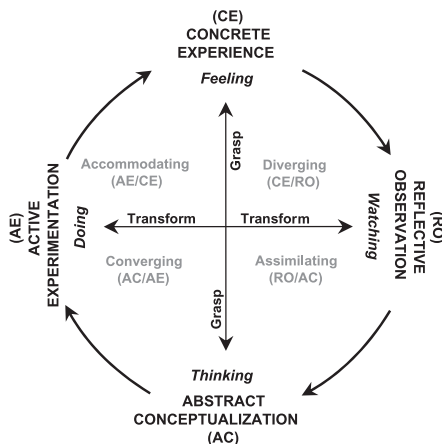 (CE)
CONCRETE
EXPERIENCE
Feeling
Grasp
Accommodating
(AE/CE)
Diverging
(CE/RO)
(AE)
ACTIVE
EXPERIMENTATION
Doing
Transform
Transform
Watching
REFLECTIVE
OBSERVATION
(RO)
Converging
(AC/AE)
Assimilating
(RO/AC)
Grasp
Thinking
ABSTRACT
CONCEPTUALIZATION
(AC)